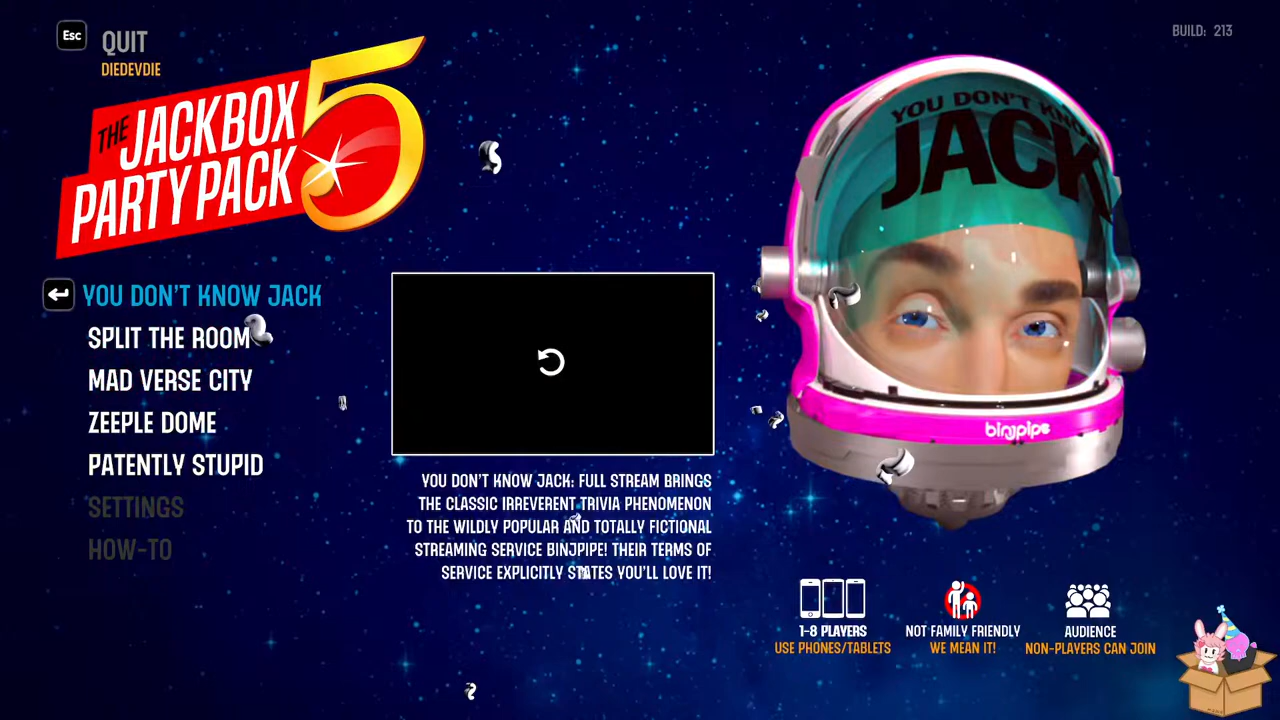 Esc
QUIT
DIEDEVDIE
BUILD: 213
THE JACKBOX
PARTY PACK 5
YOU DON'T KNOW
JACK
binjpipe
YOU DON'T KNOW JACK
SPLIT THE ROOM
MAD VERSE CITY
ZEEPLE DOME
PATENTLY STUPID
SETTINGS
HOW-TO
YOU DON'T KNOW JACK: FULL STREAM BRINGS
THE CLASSIC IRREVERENT TRIVIA PHENOMENON
TO THE WILDLY POPULAR AND TOTALLY FICTIONAL
STREAMING SERVICE BINJPIPE! THEIR TERMS OF
SERVICE EXPLICITLY STATES YOU'LL LOVE IT!
1-8 PLAYERS
USE PHONES/TABLETS
NOT FAMILY FRIENDLY
WE MEAN IT!
AUDIENCE
NON-PLAYERS CAN JOIN